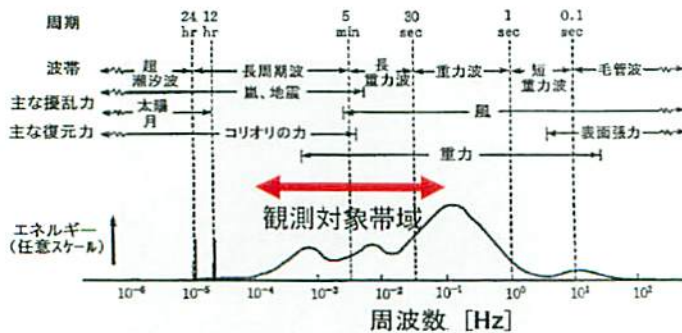 周期
24 hr
12 hr
5 min
30 sec
1 sec
0.1 sec
波帯
超潮汐波
長周期波
長重力波
重力波
短重力波
毛管波
主な擾乱力
太陽
月
嵐、地震
風
主な復元力
コリオリの力
表面張力
重力
観測対象帯域
エネルギー
(任意スケール)
10⁻⁶ 10⁻⁵ 10⁻⁴ 10⁻³ 10⁻² 10⁻¹ 10⁰ 10¹ 10²
周波数 [Hz]